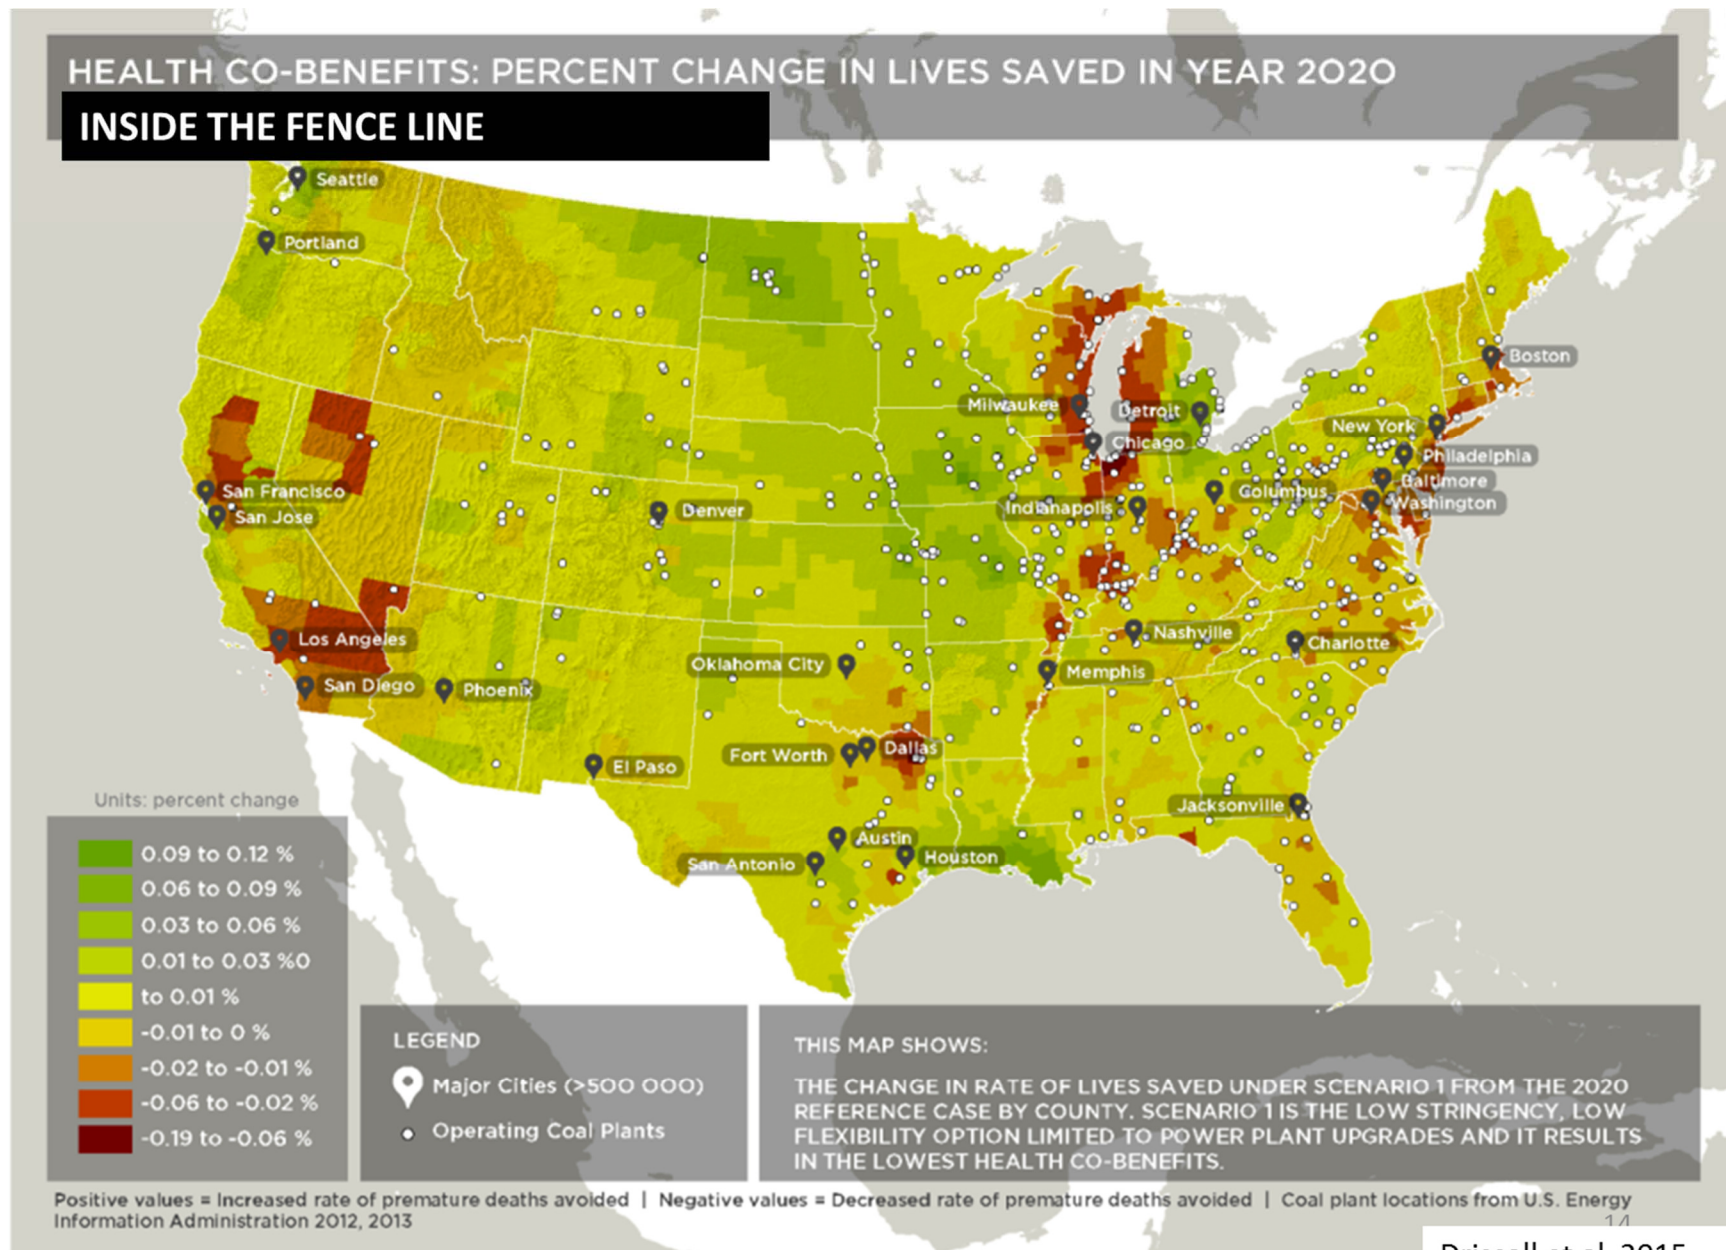 HEALTH CO-BENEFITS: PERCENT CHANGE IN LIVES SAVED IN YEAR 2020
INSIDE THE FENCE LINE
Seattle
Portland
Boston
Milwaukee
Detroit
New York
Chicago
Philadelphia
San Francisco
Baltimore
Columbus
Washington
San Jose
Denver
Indianapolis
Los Angeles
Nashville
Charlotte
Oklahoma City
Memphis
San Diego
Phoenix
Fort Worth
Dallas
El Paso
Jacksonville
Austin
San Antonio
Houston
Units: percent change
0.09 to 0.12 %
0.06 to 0.09 %
0.03 to 0.06 %
0.01 to 0.03 %0
to 0.01 %
-0.01 to 0 %
-0.02 to -0.01 %
-0.06 to -0.02 %
-0.19 to -0.06 %
LEGEND
Major Cities (>500 000)
Operating Coal Plants
THIS MAP SHOWS:
THE CHANGE IN RATE OF LIVES SAVED UNDER SCENARIO 1 FROM THE 2020
REFERENCE CASE BY COUNTY. SCENARIO 1 IS THE LOW STRINGENCY, LOW
FLEXIBILITY OPTION LIMITED TO POWER PLANT UPGRADES AND IT RESULTS
IN THE LOWEST HEALTH CO-BENEFITS.
Positive values = Increased rate of premature deaths avoided | Negative values = Decreased rate of premature deaths avoided | Coal plant locations from U.S. Energy
Information Administration 2012, 2013
14